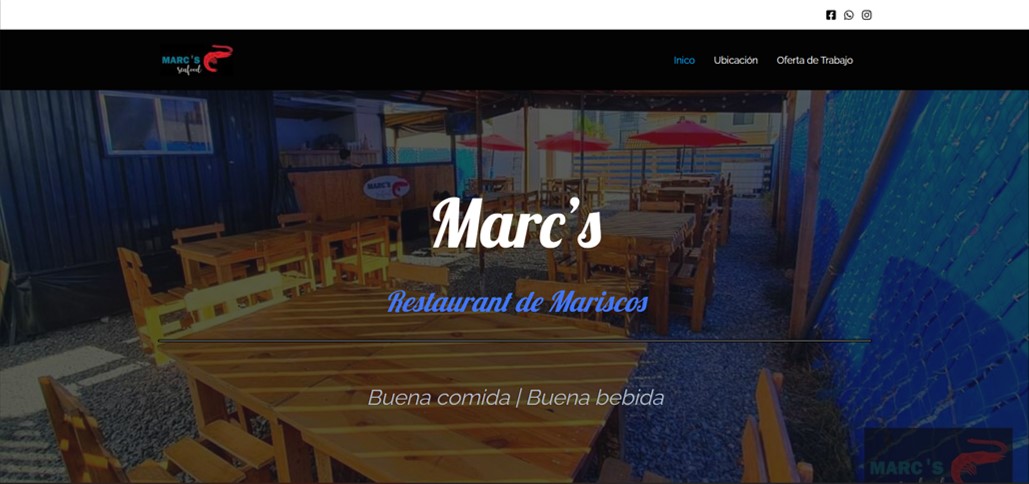 MARC'S
seafood
Inico
Ubicación
Oferta de Trabajo
MARC'S
Marc's
Restaurant de Mariscos
Buena comida | Buena bebida
MARC'S